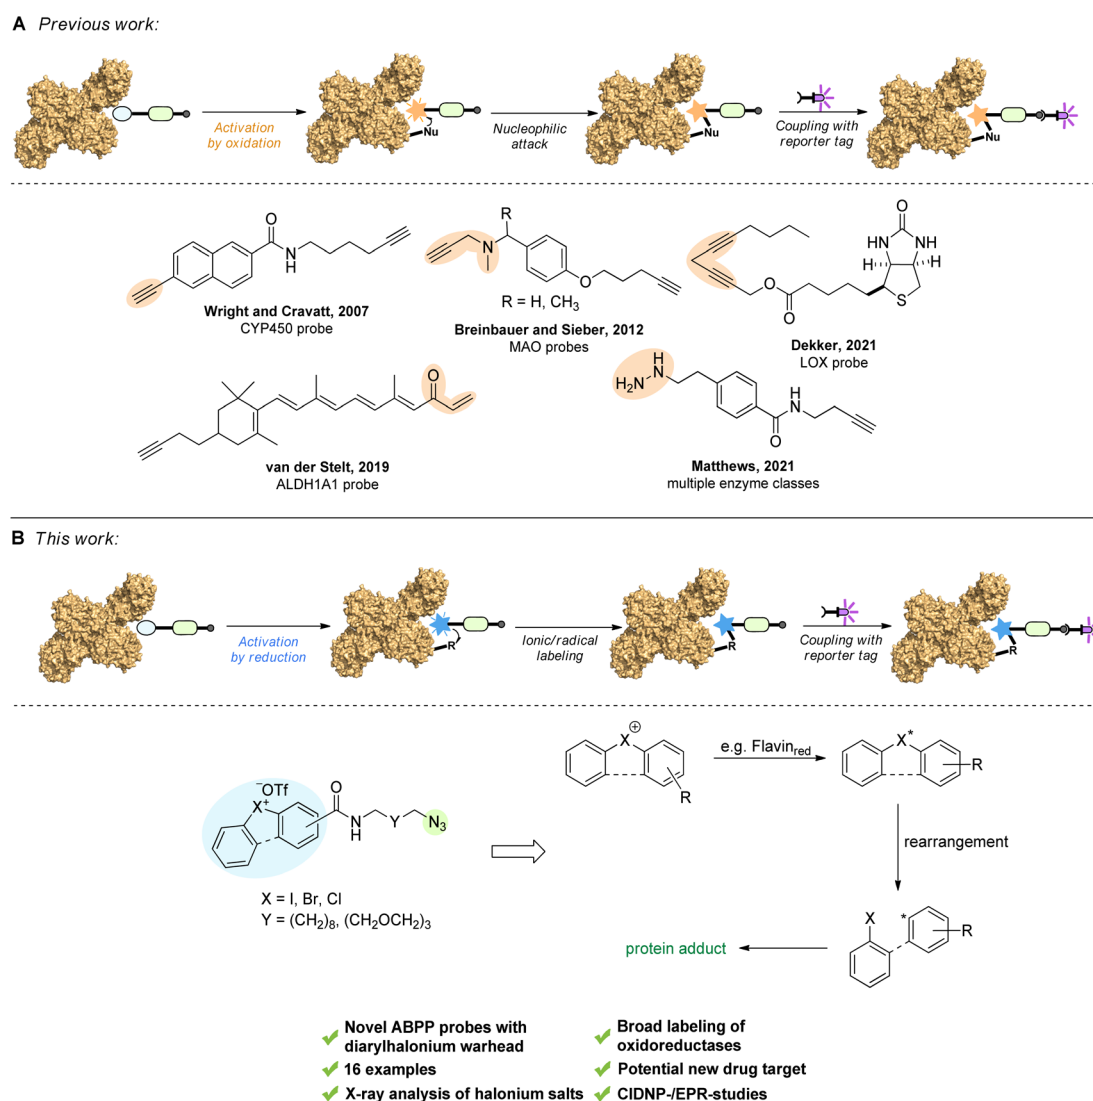 A Previous work:
Activation
by oxidation
Nu
Nucleophilic
attack
Nu
Coupling with
reporter tag
Nu
O
N
H
Wright and Cravatt, 2007
CYP450 probe
R
N
O
R = H, CH3
Breinbauer and Sieber, 2012
MAO probes
O
HN NH
H H
S
O
O
Dekker, 2021
LOX probe
O
van der Stelt, 2019
ALDH1A1 probe
H
N
H2N
H
N
O
Matthews, 2021
multiple enzyme classes
B This work:
Activation
by reduction
R
Ionic/radical
labeling
R
Coupling with
reporter tag
R
−OTf
X+
O
N
H
Y
N3
X = I, Br, Cl
Y = (CH2)8, (CH2OCH2)3
X
+
R
e.g. Flavinred
X*
R
rearrangement
X
*
R
protein adduct
Novel ABPP probes with
diarylhalonium warhead
16 examples
X-ray analysis of halonium salts
Broad labeling of
oxidoreductases
Potential new drug target
CIDNP-/EPR-studies